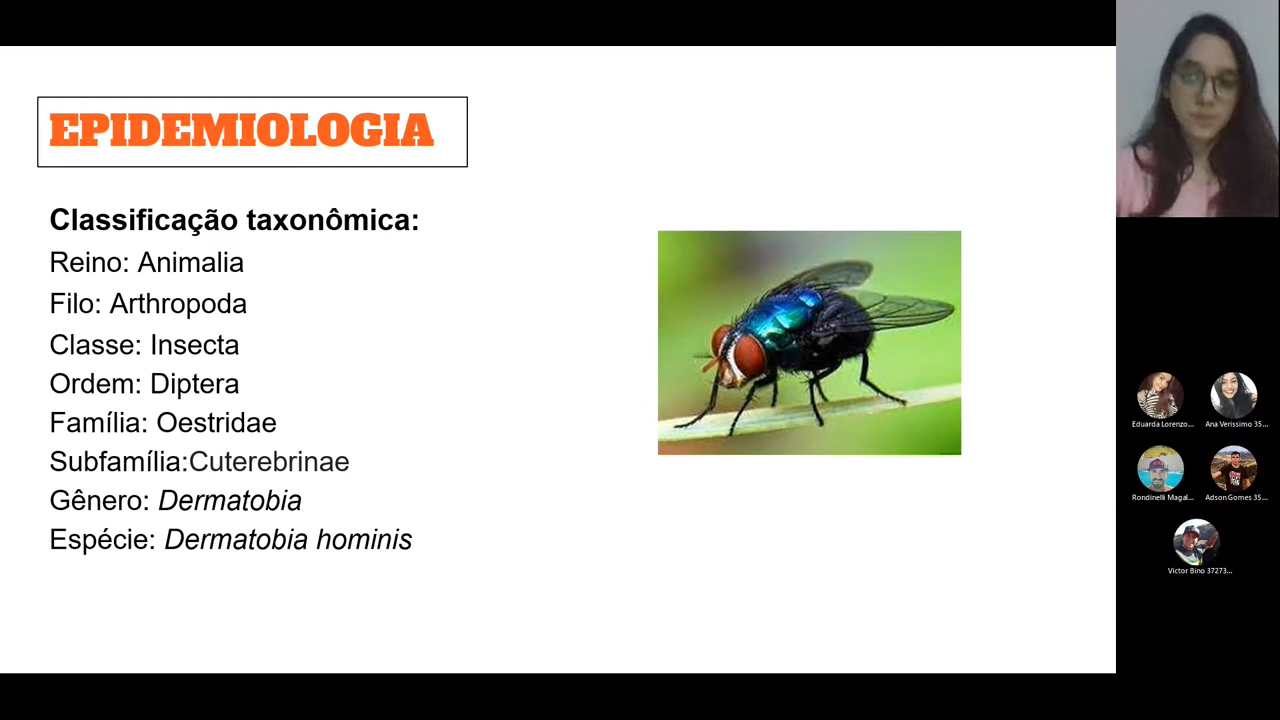 EPIDEMIOLOGIA
Classificação taxonômica:
Reino: Animalia
Filo: Arthropoda
Classe: Insecta
Ordem: Diptera
Família: Oestridae
Subfamília:Cuterebrinae
Gênero: Dermatobia
Espécie: Dermatobia hominis
Eduarda Lorenzo...
Ana Verissimo 35...
Rondinelli Magal...
Adson Gomes 35...
Victor Bino 37273...